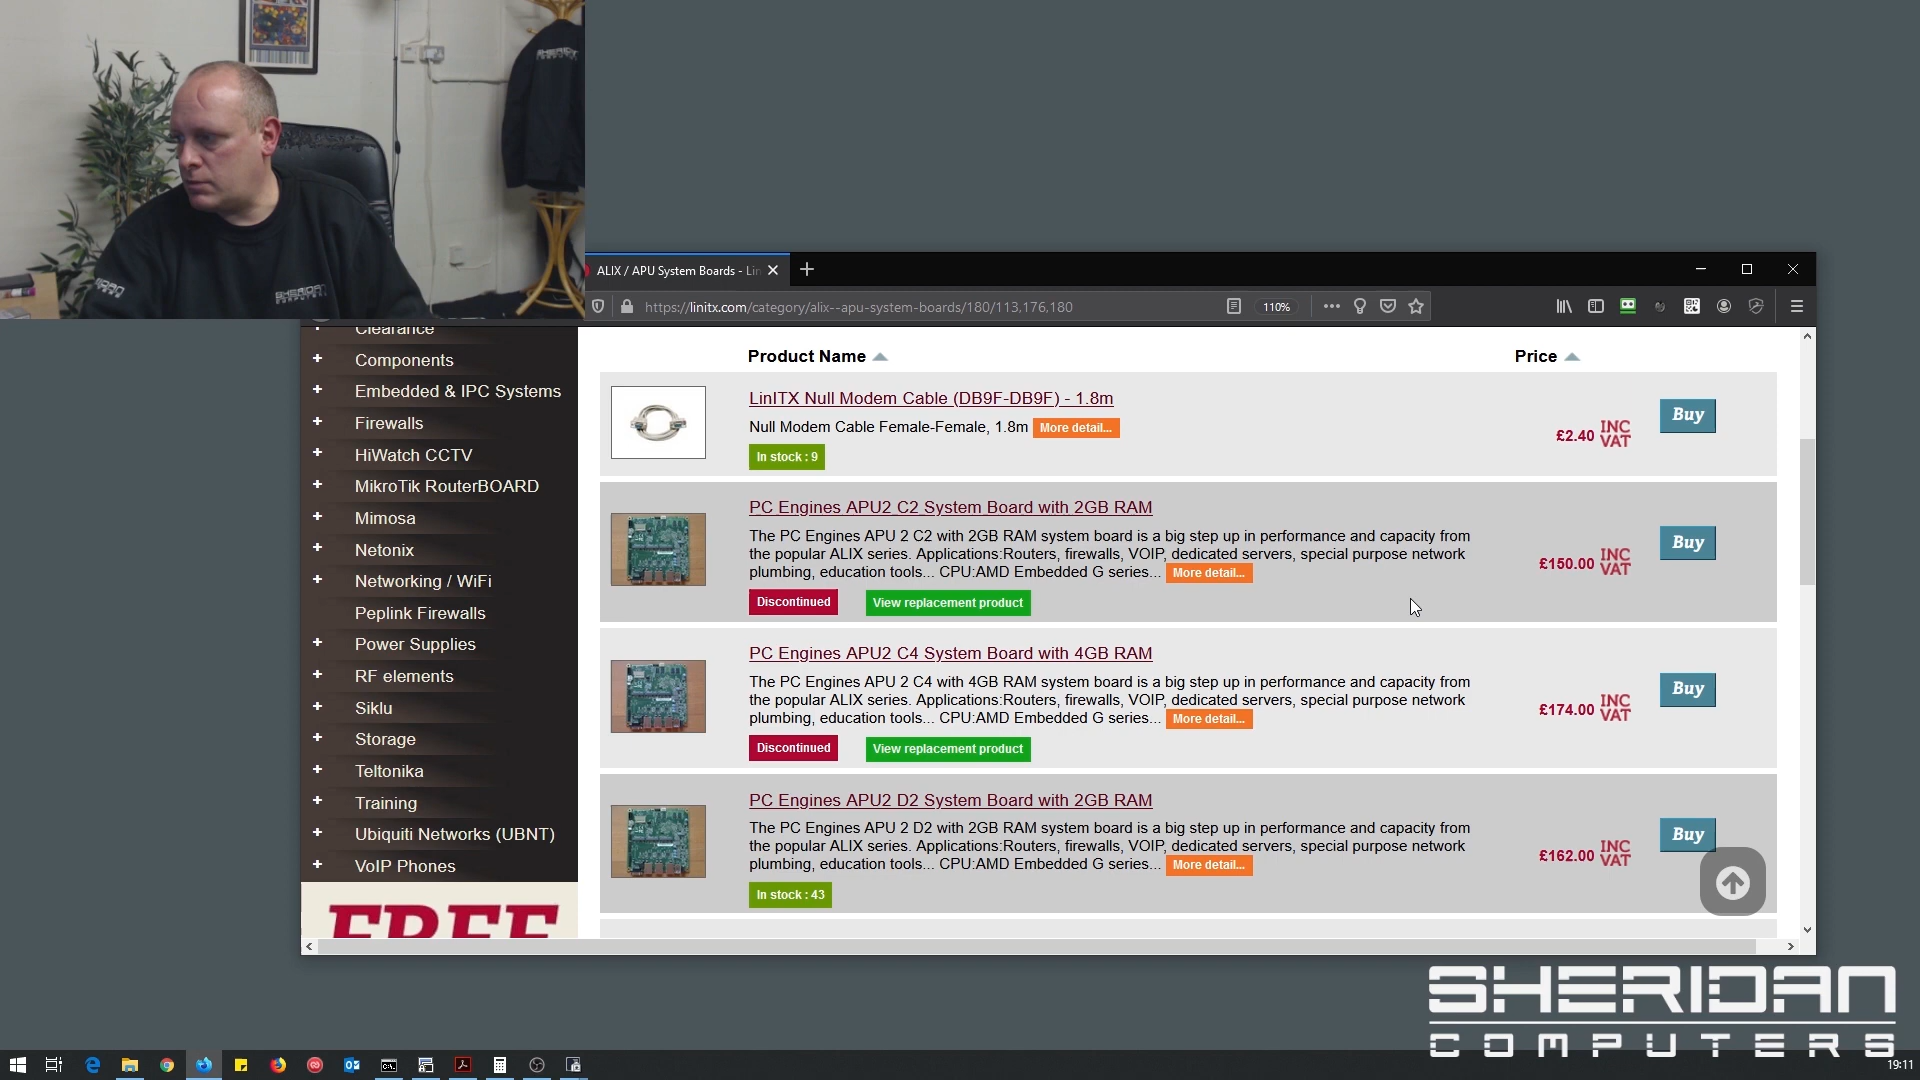 SHERIDAN
ALIX / APU System Boards - Lin
https://linitx.com/category/alix--apu-system-boards/180/113,176,180
110%
Clearance
Components
Embedded & IPC Systems
Firewalls
HiWatch CCTV
MikroTik RouterBOARD
Mimosa
Netonix
Networking / WiFi
Peplink Firewalls
Power Supplies
RF elements
Siklu
Storage
Teltonika
Training
Ubiquiti Networks (UBNT)
VoIP Phones
FREE
Product Name
Price
LinITX Null Modem Cable (DB9F-DB9F) - 1.8m
Null Modem Cable Female-Female, 1.8m More detail...
In stock : 9
£2.40 INC VAT
Buy
PC Engines APU2 C2 System Board with 2GB RAM
The PC Engines APU 2 C2 with 2GB RAM system board is a big step up in performance and capacity from
the popular ALIX series. Applications:Routers, firewalls, VOIP, dedicated servers, special purpose network
plumbing, education tools... CPU:AMD Embedded G series... More detail...
Discontinued View replacement product
£150.00 INC VAT
Buy
PC Engines APU2 C4 System Board with 4GB RAM
The PC Engines APU 2 C4 with 4GB RAM system board is a big step up in performance and capacity from
the popular ALIX series. Applications:Routers, firewalls, VOIP, dedicated servers, special purpose network
plumbing, education tools... CPU:AMD Embedded G series... More detail...
Discontinued View replacement product
£174.00 INC VAT
Buy
PC Engines APU2 D2 System Board with 2GB RAM
The PC Engines APU 2 D2 with 2GB RAM system board is a big step up in performance and capacity from
the popular ALIX series. Applications:Routers, firewalls, VOIP, dedicated servers, special purpose network
plumbing, education tools... CPU:AMD Embedded G series... More detail...
In stock : 43
£162.00 INC VAT
Buy
SHERIDAN
COMPUTERS
19:11